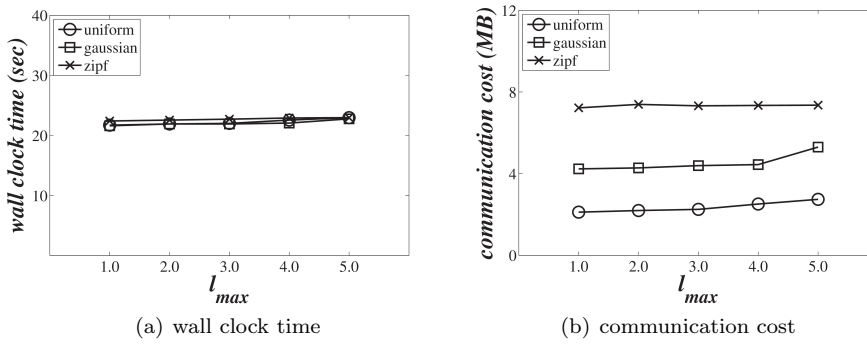 40
30
20
10
wall clock time (sec)
uniform
gaussian
zipf
1.0 2.0 3.0 4.0 5.0
l max
(a) wall clock time
12
8
4
0
communication cost (MB)
uniform
gaussian
zipf
1.0 2.0 3.0 4.0 5.0
l max
(b) communication cost